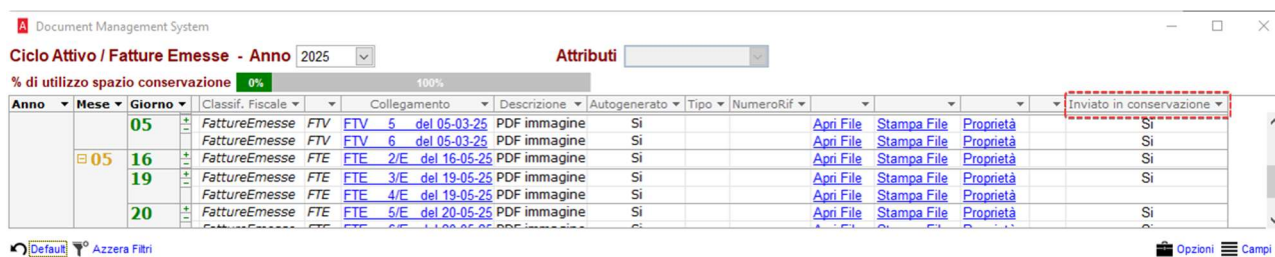 A Document Management System
Ciclo Attivo / Fatture Emesse - Anno 2025 Attributi
% di utilizzo spazio conservazione 0% 100%
Anno Mese Giorno Classif. Fiscale Collegamento Descrizione Autogenerato Tipo NumeroRif Inviato in conservazione
05 FattureEmesse FTV FTV 5 del 05-03-25 PDF immagine Si Apri File Stampa File Proprietà Si
FattureEmesse FTV FTV 6 del 05-03-25 PDF immagine Si Apri File Stampa File Proprietà Si
05 16 FattureEmesse FTE FTE 2/E del 16-05-25 PDF immagine Si Apri File Stampa File Proprietà Si
19 FattureEmesse FTE FTE 3/E del 19-05-25 PDF immagine Si Apri File Stampa File Proprietà Si
FattureEmesse FTE FTE 4/E del 19-05-25 PDF immagine Si Apri File Stampa File Proprietà
20 FattureEmesse FTE FTE 5/E del 20-05-25 PDF immagine Si Apri File Stampa File Proprietà Si
Default Azzera Filtri Opzioni Campi